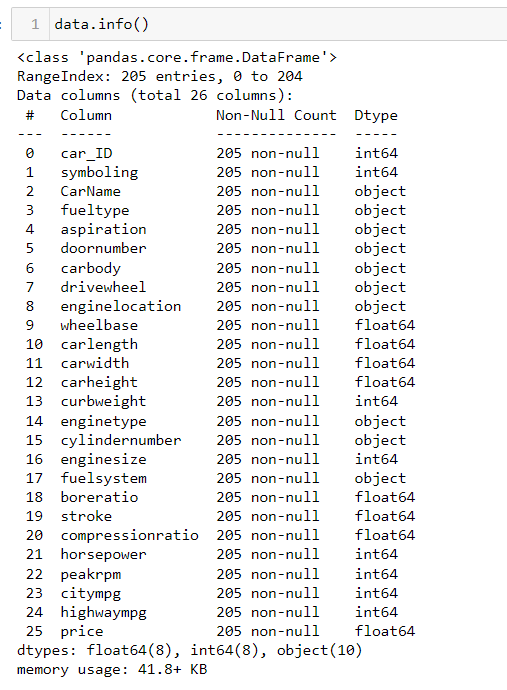 1 data.info()
<class 'pandas.core.frame.DataFrame'>
RangeIndex: 205 entries, 0 to 204
Data columns (total 26 columns):
 #   Column            Non-Null Count  Dtype
---  ------            --------------  -----
 0   car_ID            205 non-null    int64
 1   symboling         205 non-null    int64
 2   CarName           205 non-null    object
 3   fueltype          205 non-null    object
 4   aspiration        205 non-null    object
 5   doornumber        205 non-null    object
 6   carbody           205 non-null    object
 7   drivewheel        205 non-null    object
 8   enginelocation    205 non-null    object
 9   wheelbase         205 non-null    float64
 10  carlength         205 non-null    float64
 11  carwidth          205 non-null    float64
 12  carheight         205 non-null    float64
 13  curbweight        205 non-null    int64
 14  enginetype        205 non-null    object
 15  cylindernumber    205 non-null    object
 16  enginesize        205 non-null    int64
 17  fuelsystem        205 non-null    object
 18  boreratio         205 non-null    float64
 19  stroke            205 non-null    float64
 20  compressionratio  205 non-null    float64
 21  horsepower        205 non-null    int64
 22  peakrpm           205 non-null    int64
 23  citympg           205 non-null    int64
 24  highwaympg        205 non-null    int64
 25  price             205 non-null    float64
dtypes: float64(8), int64(8), object(10)
memory usage: 41.8+ KB